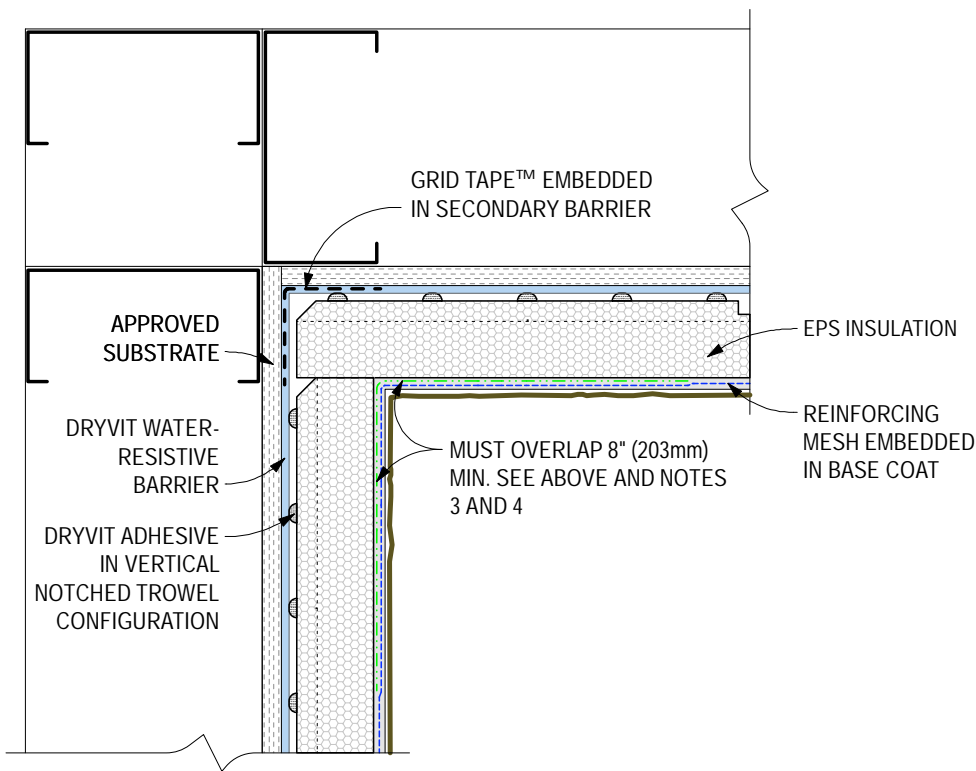 GRID TAPE™ EMBEDDED
IN SECONDARY BARRIER
APPROVED
SUBSTRATE
EPS INSULATION
DRYVIT WATER-
RESISTIVE
BARRIER
MUST OVERLAP 8" (203mm)
MIN. SEE ABOVE AND NOTES
3 AND 4
REINFORCING
MESH EMBEDDED
IN BASE COAT
DRYVIT ADHESIVE
IN VERTICAL
NOTCHED TROWEL
CONFIGURATION